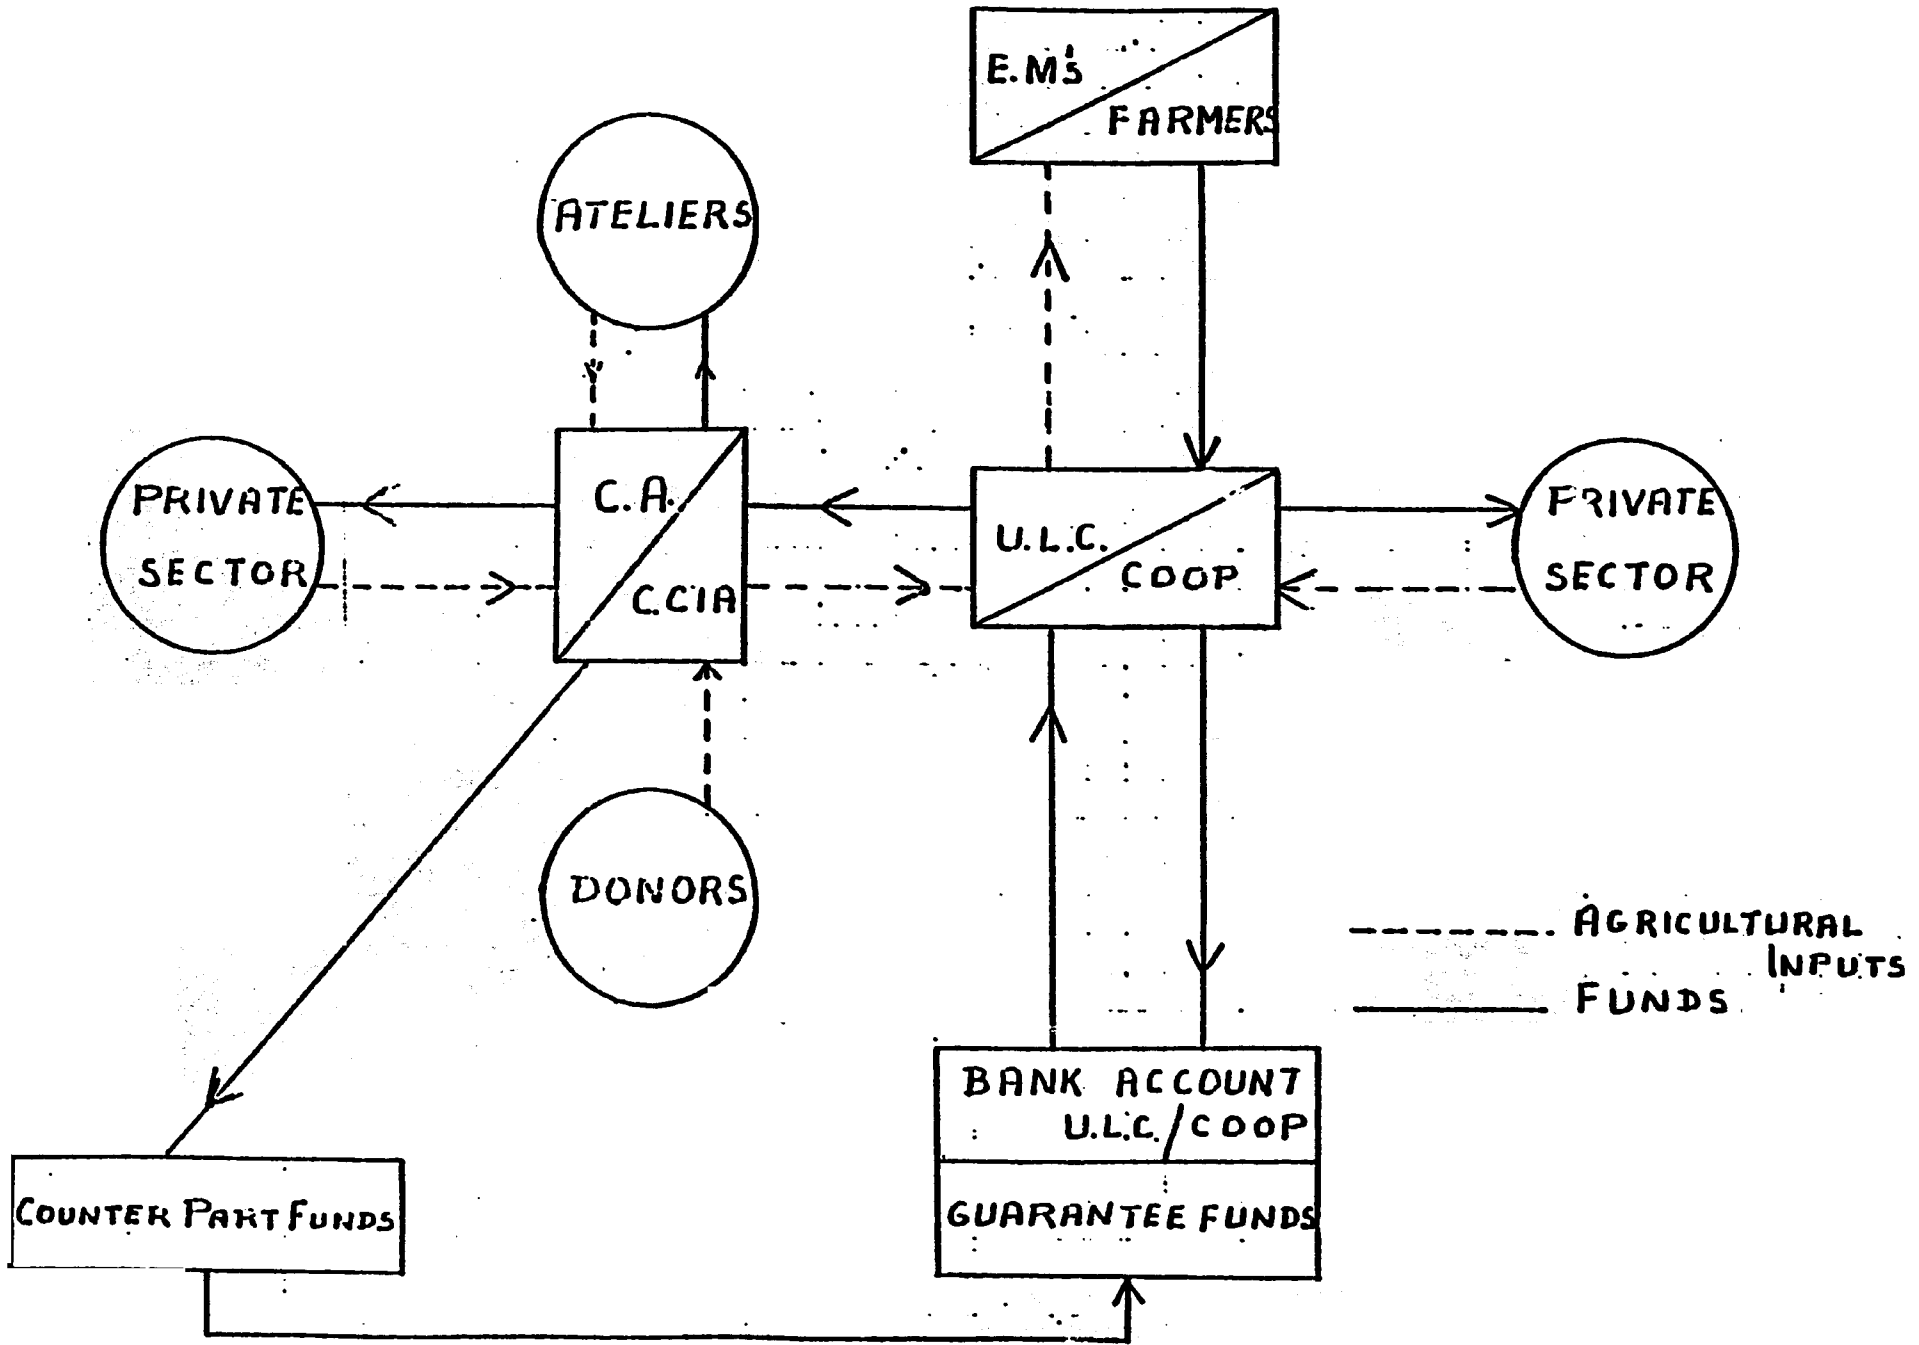 E.M's
FARMERS
ATELIERS
PRIVATE
SECTOR
C.A.
C.CIA
U.L.C.
COOP
PRIVATE
SECTOR
DONORS
AGRICULTURAL
INPUTS
FUNDS
BANK ACCOUNT
U.L.C./COOP
GUARANTEE FUNDS
COUNTER PART FUNDS